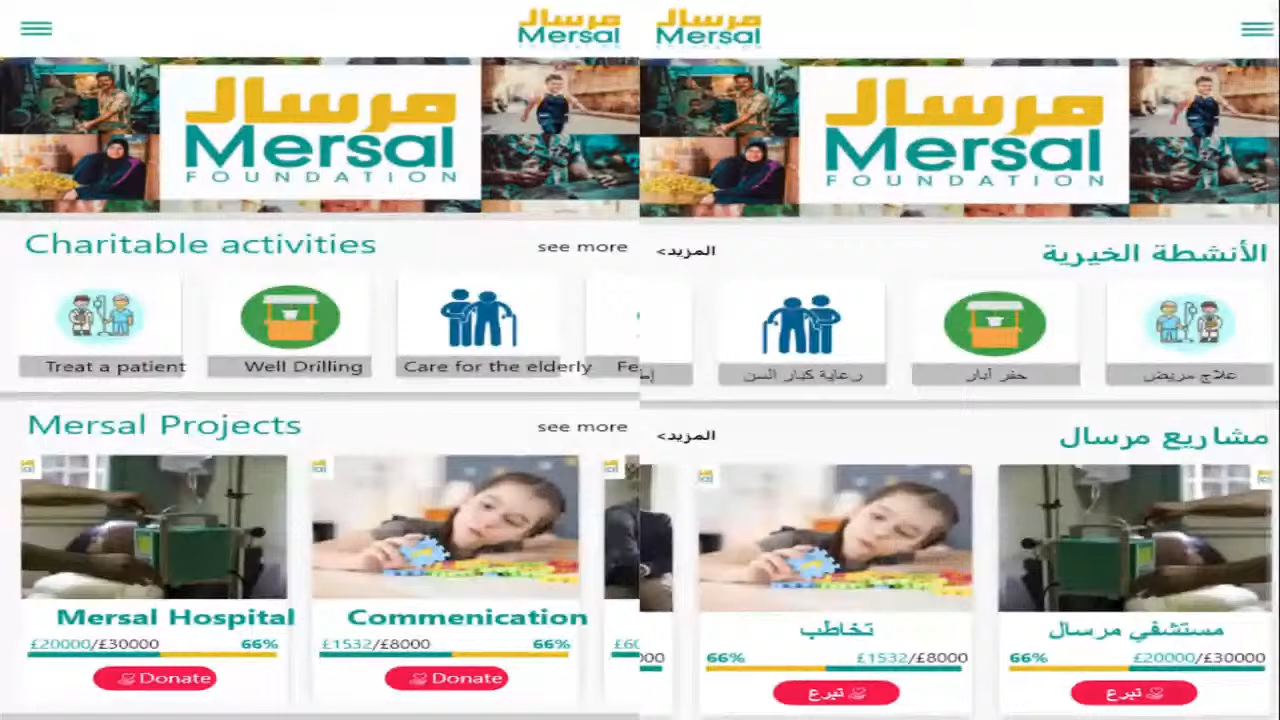 مرسال
Mersal
مرسال
Mersal
FOUNDATION
Charitable activities
see more
Treat a patient
Well Drilling
Care for the elderly
Fe
Mersal Projects
see more
Mersal Hospital
£20000/£30000 66%
Donate
Commenication
£1532/£8000 66%
Donate
£60
مرسال
Mersal
مرسال
Mersal
FOUNDATION
الأنشطة الخيرية
المزيد>
علاج مريض
حفر آبار
رعاية كبار السن
مشاريع مرسال
المزيد>
مستشفي مرسال
66% £20000/£30000
تبرع
تخاطب
66% £1532/£8000
تبرع